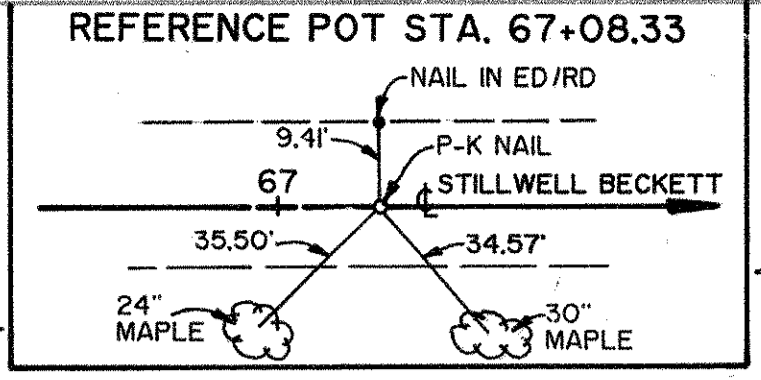 REFERENCE POT STA. 67+08.33
NAIL IN ED/RD
9.41'
P-K NAIL
67
℄ STILLWELL BECKETT
35.50'
34.57'
24"
MAPLE
30"
MAPLE